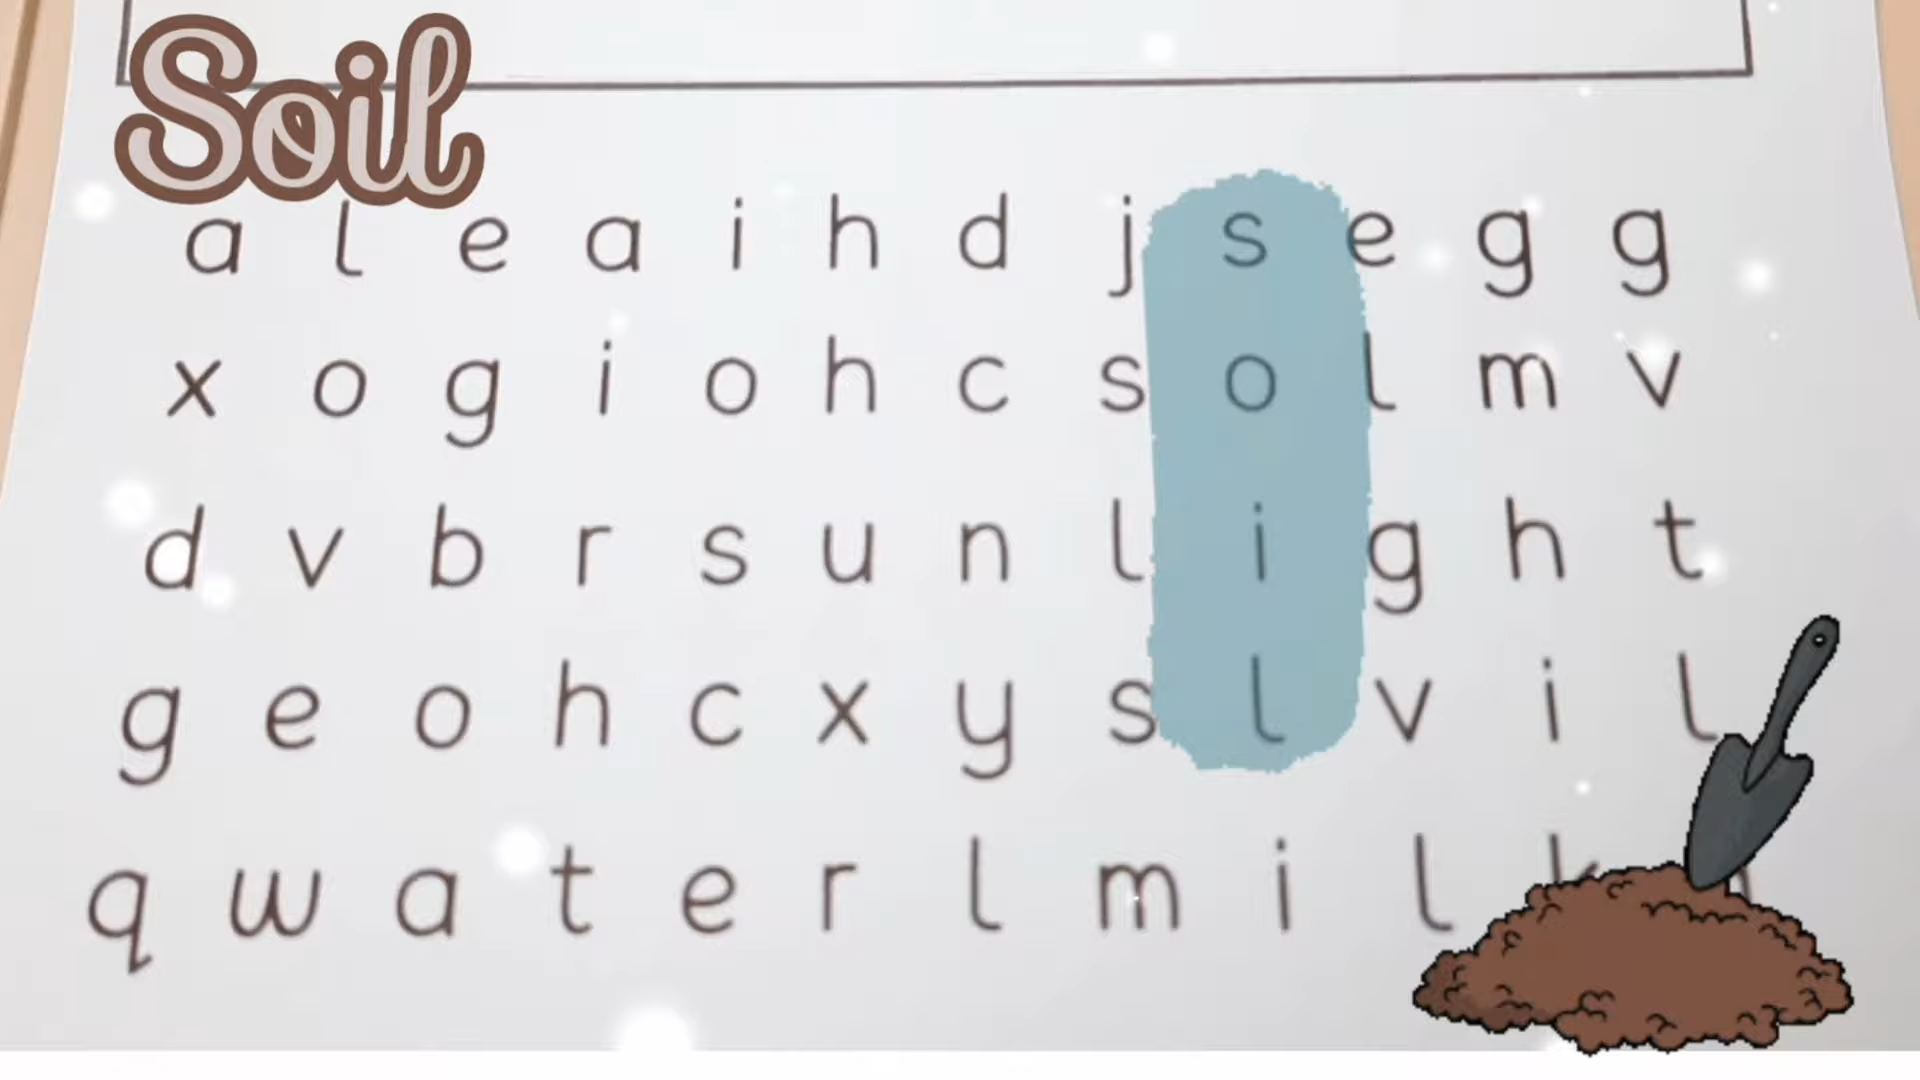 Soil
a l e a i h d j s e g g
x o g i o h c s o l m v
d v b r s u n l i g h t
g e o h c x y s l v i l
q w a t e r l m i l k